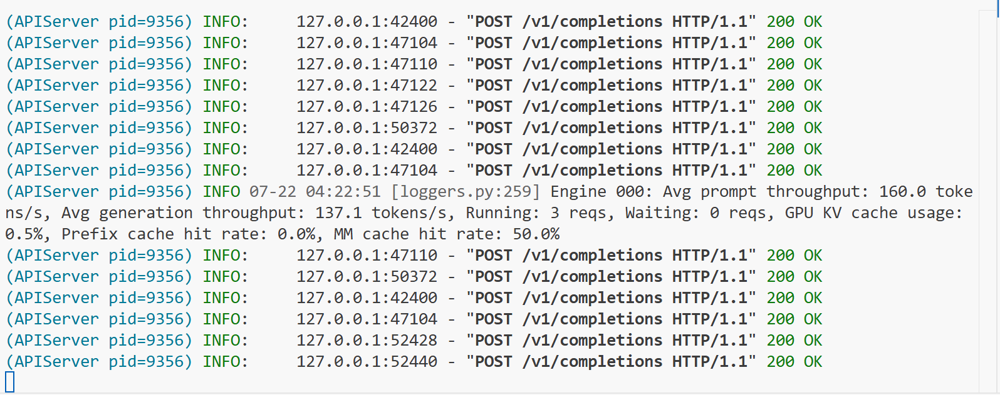 (APIServer pid=9356) INFO:     127.0.0.1:42400 - "POST /v1/completions HTTP/1.1" 200 OK
(APIServer pid=9356) INFO:     127.0.0.1:47104 - "POST /v1/completions HTTP/1.1" 200 OK
(APIServer pid=9356) INFO:     127.0.0.1:47110 - "POST /v1/completions HTTP/1.1" 200 OK
(APIServer pid=9356) INFO:     127.0.0.1:47122 - "POST /v1/completions HTTP/1.1" 200 OK
(APIServer pid=9356) INFO:     127.0.0.1:47126 - "POST /v1/completions HTTP/1.1" 200 OK
(APIServer pid=9356) INFO:     127.0.0.1:50372 - "POST /v1/completions HTTP/1.1" 200 OK
(APIServer pid=9356) INFO:     127.0.0.1:42400 - "POST /v1/completions HTTP/1.1" 200 OK
(APIServer pid=9356) INFO:     127.0.0.1:47104 - "POST /v1/completions HTTP/1.1" 200 OK
(APIServer pid=9356) INFO 07-22 04:22:51 [loggers.py:259] Engine 000: Avg prompt throughput: 160.0 toke
ns/s, Avg generation throughput: 137.1 tokens/s, Running: 3 reqs, Waiting: 0 reqs, GPU KV cache usage:
0.5%, Prefix cache hit rate: 0.0%, MM cache hit rate: 50.0%
(APIServer pid=9356) INFO:     127.0.0.1:47110 - "POST /v1/completions HTTP/1.1" 200 OK
(APIServer pid=9356) INFO:     127.0.0.1:50372 - "POST /v1/completions HTTP/1.1" 200 OK
(APIServer pid=9356) INFO:     127.0.0.1:42400 - "POST /v1/completions HTTP/1.1" 200 OK
(APIServer pid=9356) INFO:     127.0.0.1:47104 - "POST /v1/completions HTTP/1.1" 200 OK
(APIServer pid=9356) INFO:     127.0.0.1:52428 - "POST /v1/completions HTTP/1.1" 200 OK
(APIServer pid=9356) INFO:     127.0.0.1:52440 - "POST /v1/completions HTTP/1.1" 200 OK